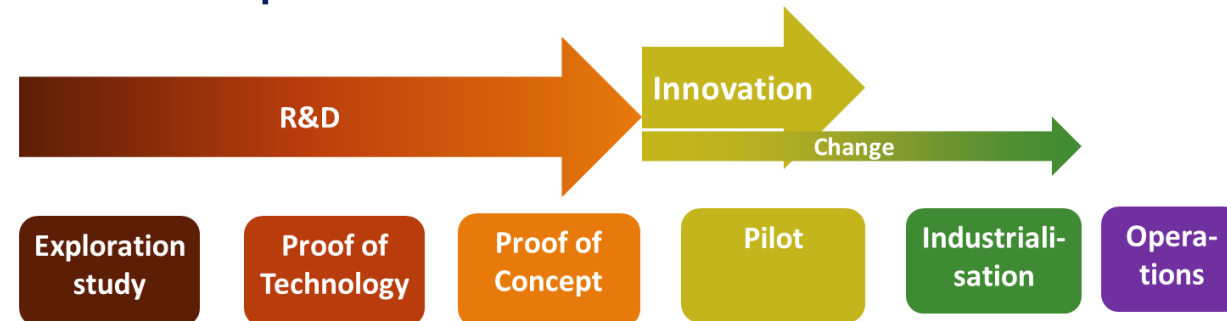 R&D
Innovation
Change
Exploration
study
Proof of
Technology
Proof of
Concept
Pilot
Industriali-
sation
Opera-
tions